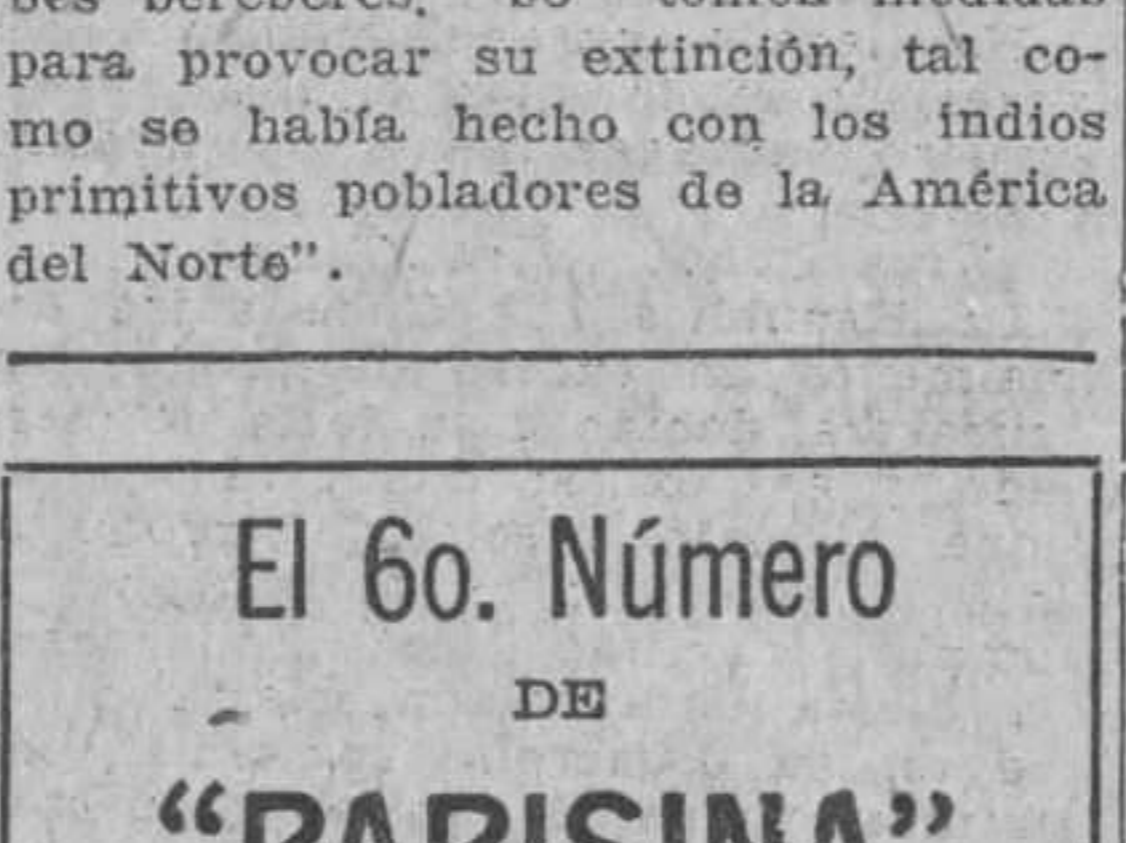 para provocar su extinción, tal co-
mo se había hecho con los indios
primitivos pobladores de la América
del Norte".
El 6o. Número
DE
"PARISINA"